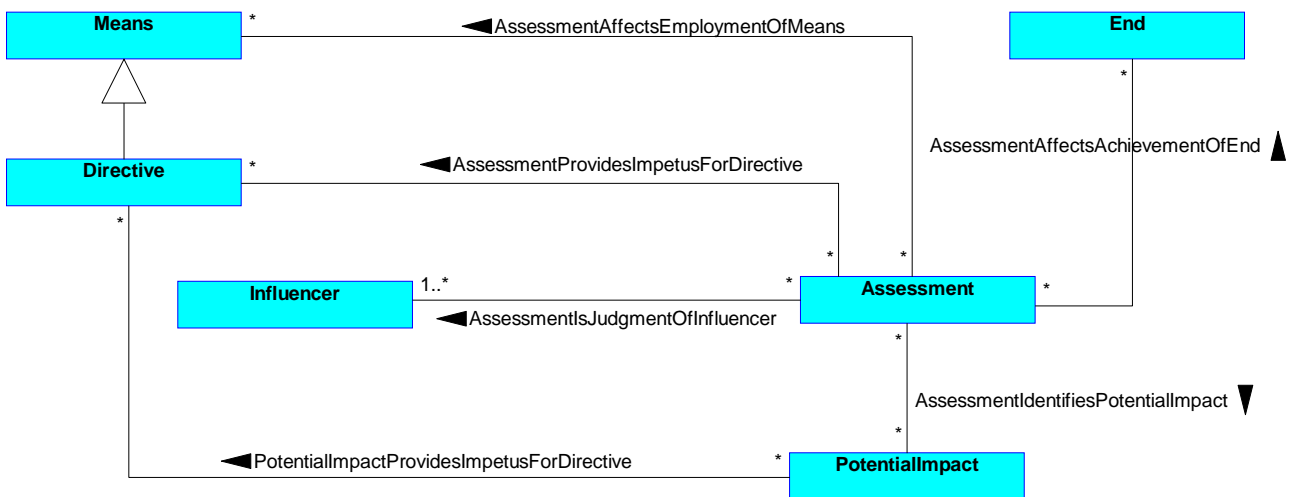 Means
*
AssessmentAffectsEmploymentOfMeans
End
*
AssessmentAffectsAchievementOfEnd
Directive
*
AssessmentProvidesImpetusForDirective
*
*
*
Influencer
1..*
*
Assessment
*
AssessmentIsJudgmentOfInfluencer
*
AssessmentIdentifiesPotentialImpact
*
PotentialImpactProvidesImpetusForDirective
*
PotentialImpact